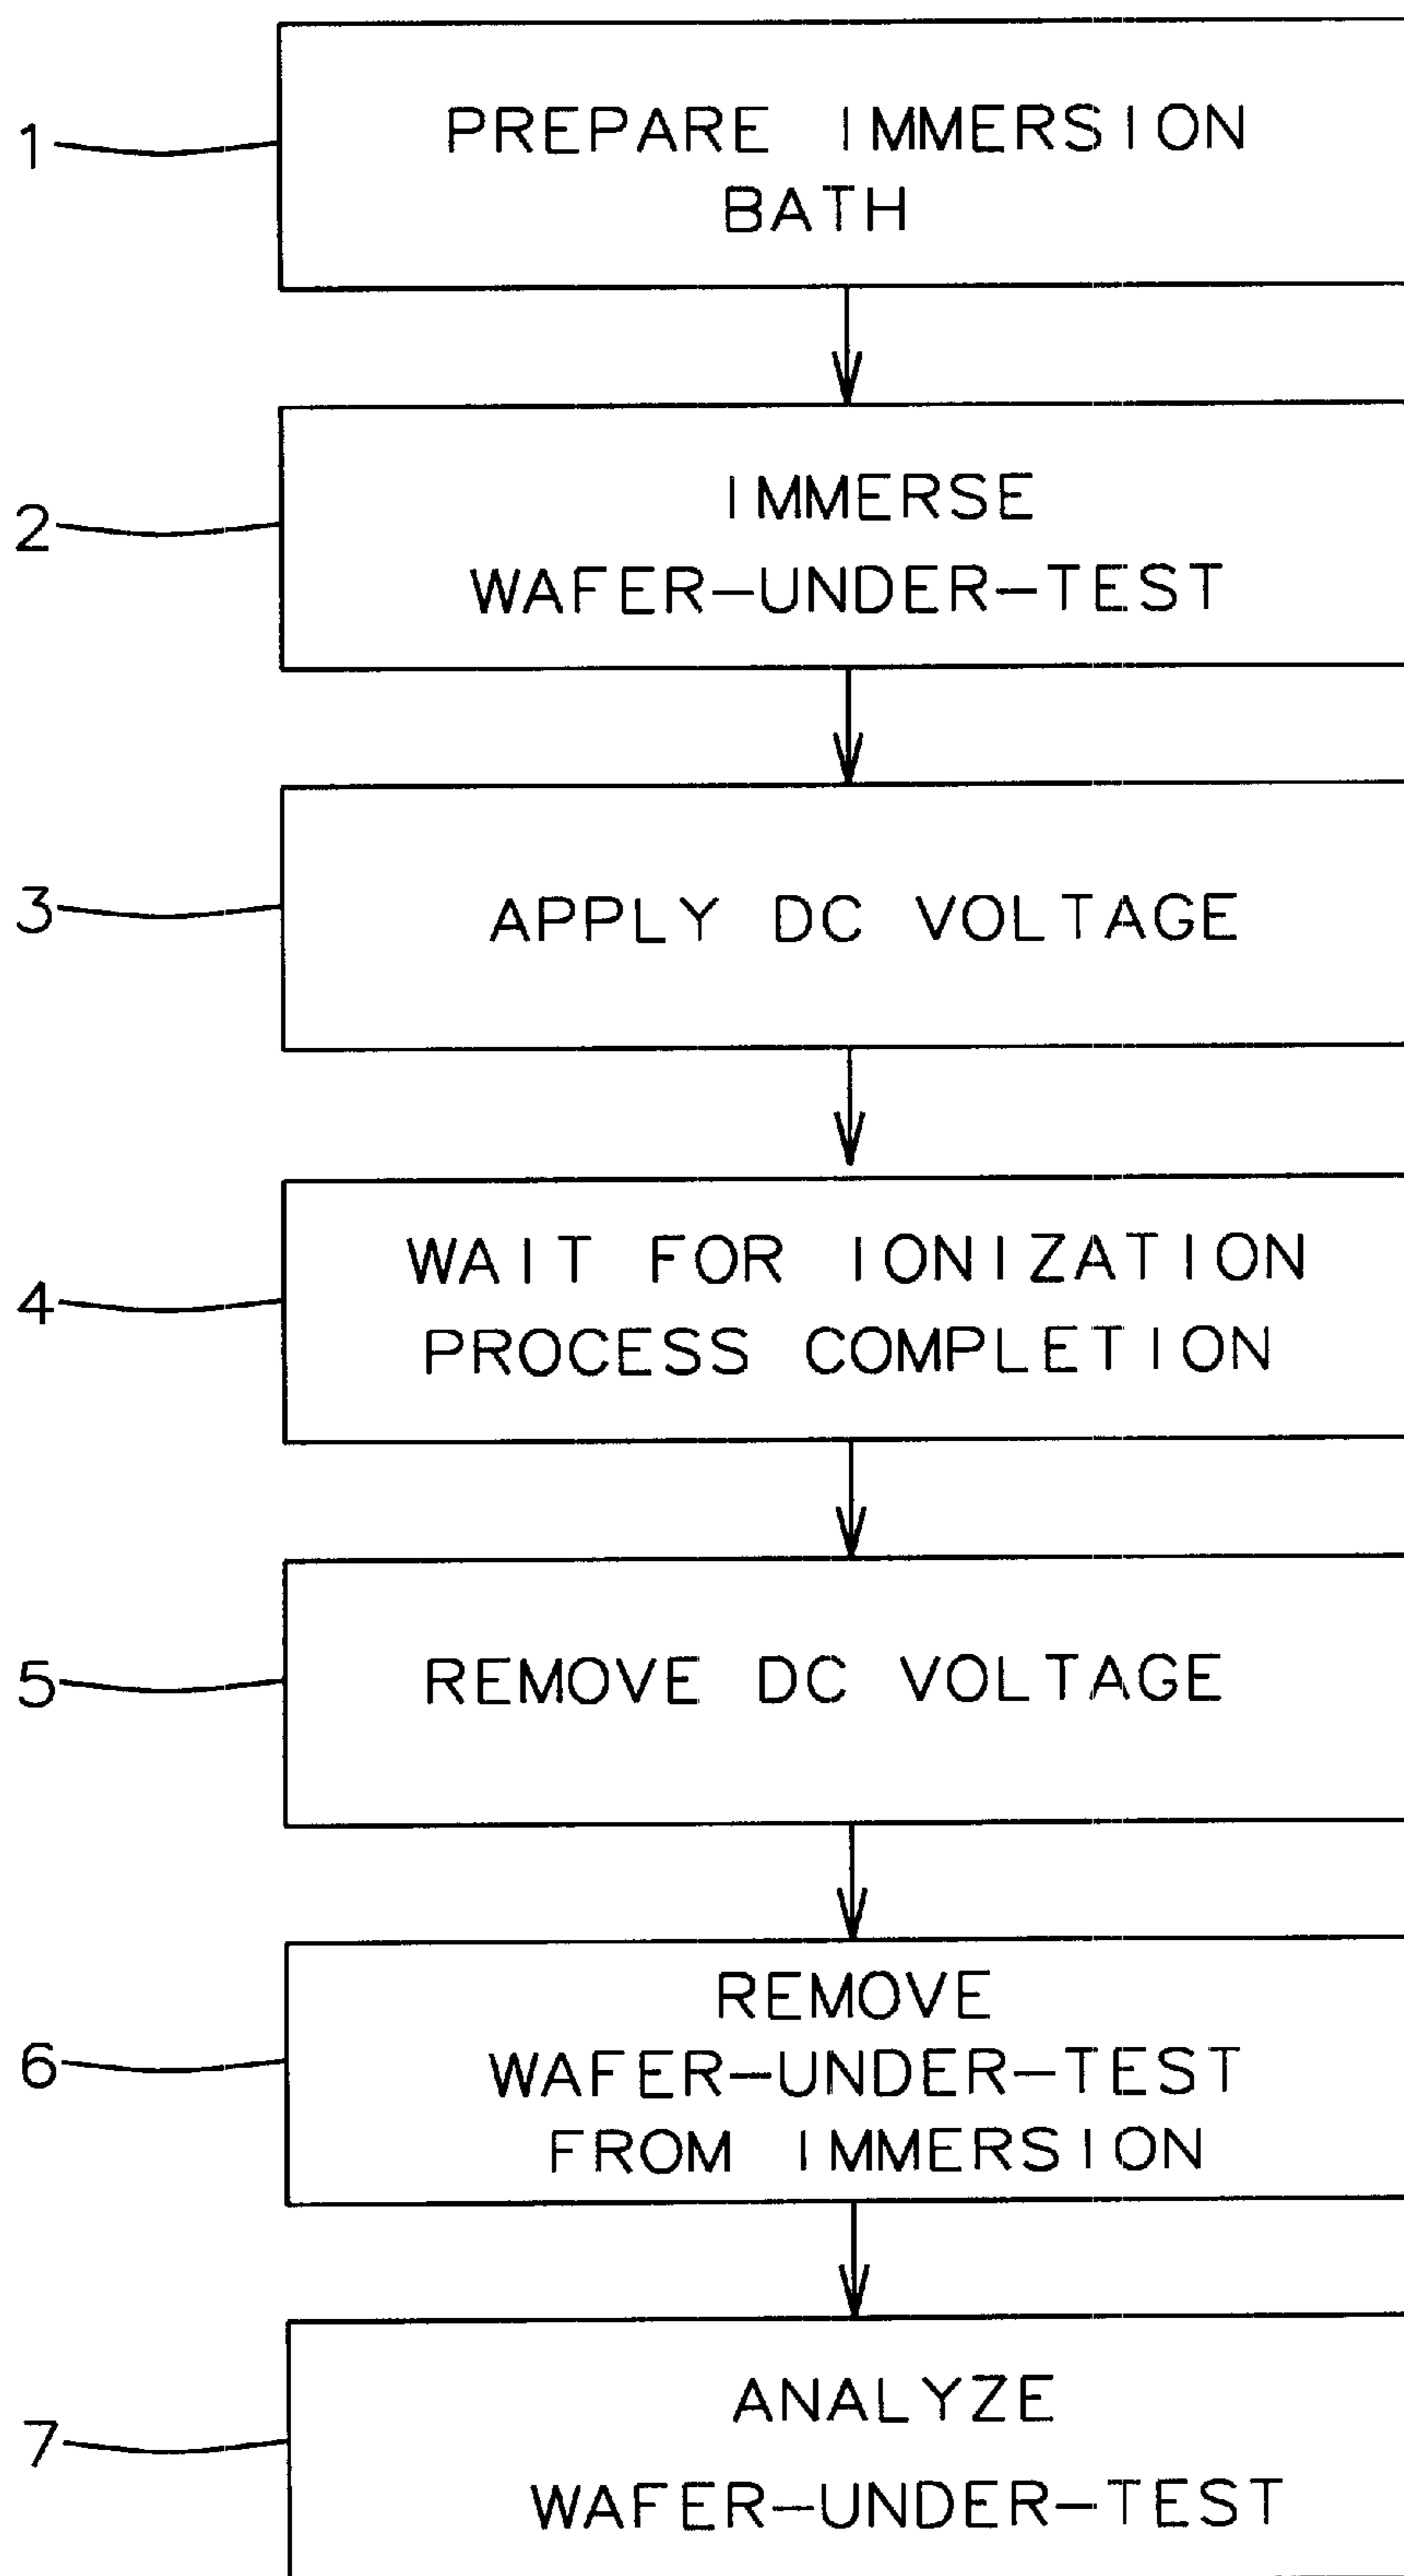 1
PREPARE IMMERSION
BATH
2
IMMERSE
WAFER-UNDER-TEST
3
APPLY DC VOLTAGE
4
WAIT FOR IONIZATION
PROCESS COMPLETION
5
REMOVE DC VOLTAGE
6
REMOVE
WAFER-UNDER-TEST
FROM IMMERSION
7
ANALYZE
WAFER-UNDER-TEST